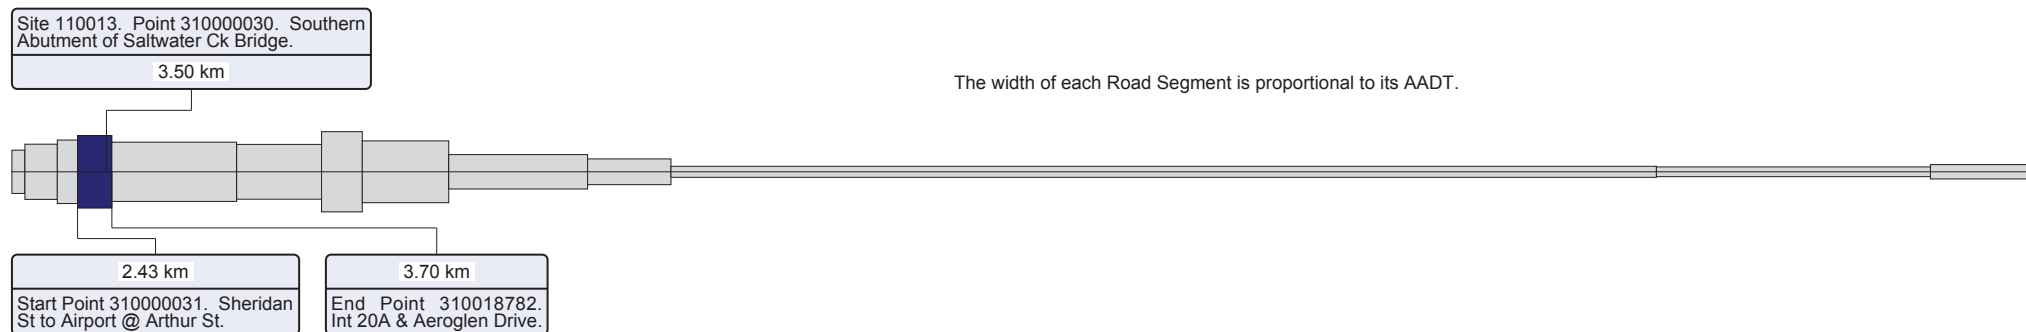 Site 110013. Point 310000030. Southern
Abutment of Saltwater Ck Bridge.
3.50 km
The width of each Road Segment is proportional to its AADT.
2.43 km
Start Point 310000031. Sheridan
St to Airport @ Arthur St.
3.70 km
End Point 310018782.
Int 20A & Aeroglen Drive.